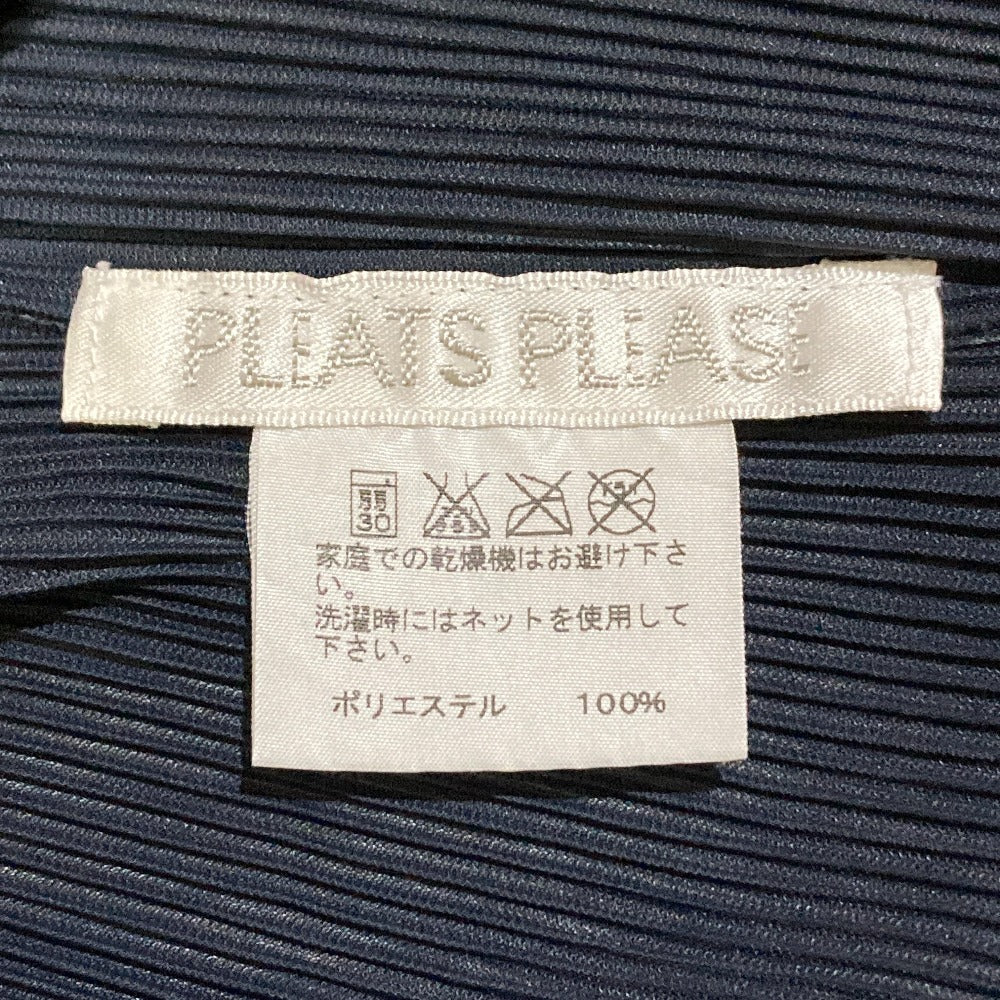 PLEATS PLEASE
弱
30
家庭での乾燥機はお避け下さ
い。
洗濯時にはネットを使用して
下さい。
ポリエステル 100%